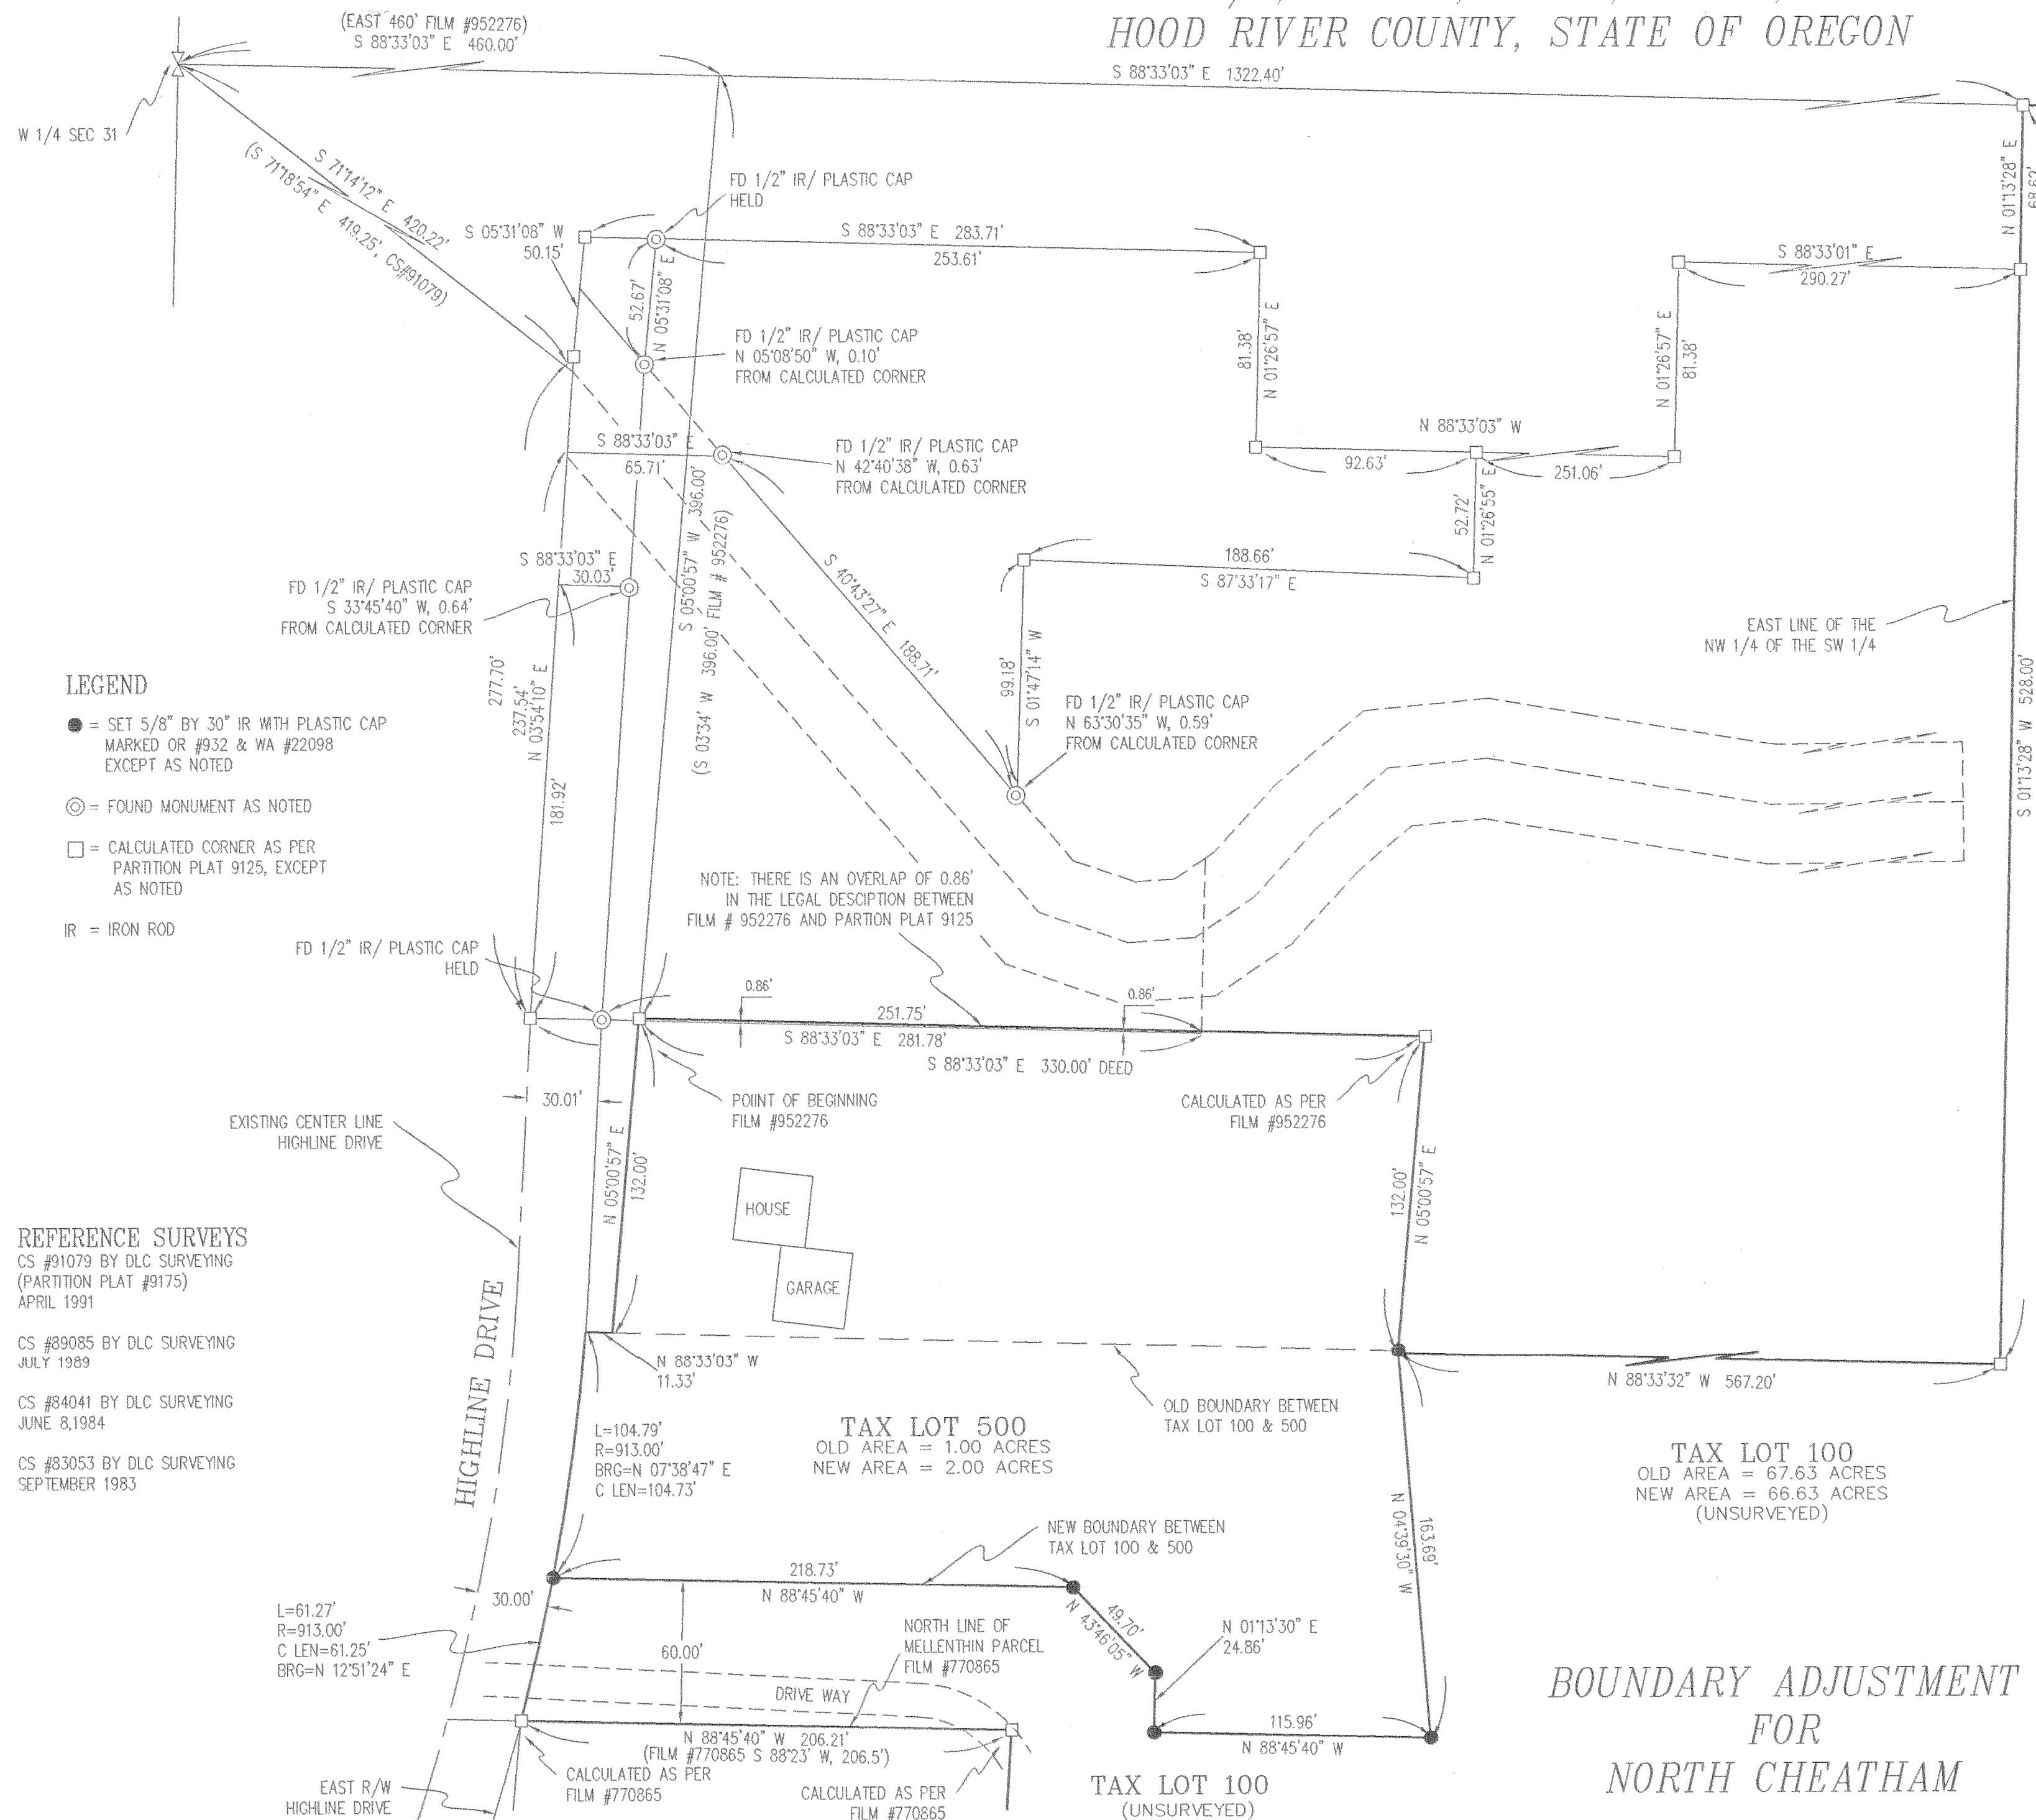 HOOD RIVER COUNTY, STATE OF OREGON
(EAST 460' FILM #952276)
S 88°33'03" E 460.00'
S 88°33'03" E 1322.40'
W 1/4 SEC 31
S 71°14'12" E 420.22'
(S 71°18'54" E 419.25', CS#91079)
N 01°13'28" E
68.62'
FD 1/2" IR/ PLASTIC CAP
HELD
S 05°31'08" W
50.15'
S 88°33'03" E 283.71'
253.61'
S 88°33'01" E
290.27'
52.67'
N 05°31'08" E
FD 1/2" IR/ PLASTIC CAP
N 05°08'50" W, 0.10'
FROM CALCULATED CORNER
81.38'
N 01°26'57" E
N 01°26'57" E
81.38'
N 88°33'03" W
92.63'
251.06'
S 88°33'03" E
65.71'
FD 1/2" IR/ PLASTIC CAP
N 42°40'38" W, 0.63'
FROM CALCULATED CORNER
52.72'
N 01°26'55" E
S 05°00'57" W 396.00'
(S 03°34' W 396.00' FILM # 952276)
188.66'
S 87°33'17" E
S 88°33'03" E
30.03'
FD 1/2" IR/ PLASTIC CAP
S 33°45'40" W, 0.64'
FROM CALCULATED CORNER
S 40°43'27" E 188.71'
99.18'
S 01°47'14" W
EAST LINE OF THE
NW 1/4 OF THE SW 1/4
S 01°13'28" W 528.00'
277.70'
237.54'
N 03°54'10" E
181.92'
LEGEND
= SET 5/8" BY 30" IR WITH PLASTIC CAP
MARKED OR #932 & WA #22098
EXCEPT AS NOTED
= FOUND MONUMENT AS NOTED
= CALCULATED CORNER AS PER
PARTITION PLAT 9125, EXCEPT
AS NOTED
IR = IRON ROD
FD 1/2" IR/ PLASTIC CAP
N 63°30'35" W, 0.59'
FROM CALCULATED CORNER
NOTE: THERE IS AN OVERLAP OF 0.86'
IN THE LEGAL DESCIPTION BETWEEN
FILM # 952276 AND PARTION PLAT 9125
FD 1/2" IR/ PLASTIC CAP
HELD
0.86'
0.86'
251.75'
S 88°33'03" E 281.78'
S 88°33'03" E 330.00' DEED
30.01'
POIINT OF BEGINNING
FILM #952276
CALCULATED AS PER
FILM #952276
EXISTING CENTER LINE
HIGHLINE DRIVE
N 05°00'57" E
132.00'
132.00'
N 05°00'57" E
HOUSE
GARAGE
REFERENCE SURVEYS
CS #91079 BY DLC SURVEYING
(PARTITION PLAT #9175)
APRIL 1991
CS #89085 BY DLC SURVEYING
JULY 1989
CS #84041 BY DLC SURVEYING
JUNE 8,1984
CS #83053 BY DLC SURVEYING
SEPTEMBER 1983
HIGHLINE DRIVE
N 88°33'03" W
11.33'
N 88°33'32" W 567.20'
OLD BOUNDARY BETWEEN
TAX LOT 100 & 500
L=104.79'
R=913.00'
BRG=N 07°38'47" E
C LEN=104.73'
TAX LOT 500
OLD AREA = 1.00 ACRES
NEW AREA = 2.00 ACRES
TAX LOT 100
OLD AREA = 67.63 ACRES
NEW AREA = 66.63 ACRES
(UNSURVEYED)
NEW BOUNDARY BETWEEN
TAX LOT 100 & 500
N 04°39'30" W
163.69'
218.73'
N 88°45'40" W
30.00'
L=61.27'
R=913.00'
C LEN=61.25'
BRG=N 12°51'24" E
49.70'
N 43°46'05" W
N 01°13'30" E
24.86'
60.00'
NORTH LINE OF
MELLENTHIN PARCEL
FILM #770865
DRIVE WAY
115.96'
N 88°45'40" W
N 88°45'40" W 206.21'
(FILM #770865 S 88°23' W, 206.5')
CALCULATED AS PER
FILM #770865
CALCULATED AS PER
FILM #770865
EAST R/W
HIGHLINE DRIVE
TAX LOT 100
(UNSURVEYED)
BOUNDARY ADJUSTMENT
FOR
NORTH CHEATHAM